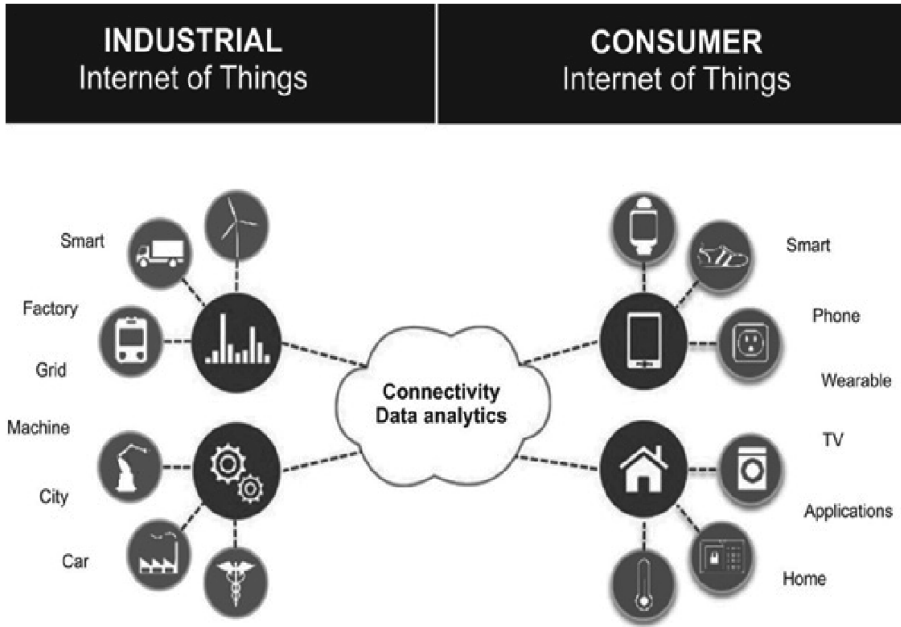 INDUSTRIAL
Internet of Things
CONSUMER
Internet of Things
Smart
Factory
Grid
Machine
City
Car
Connectivity
Data analytics
Smart
Phone
Wearable
TV
Applications
Home